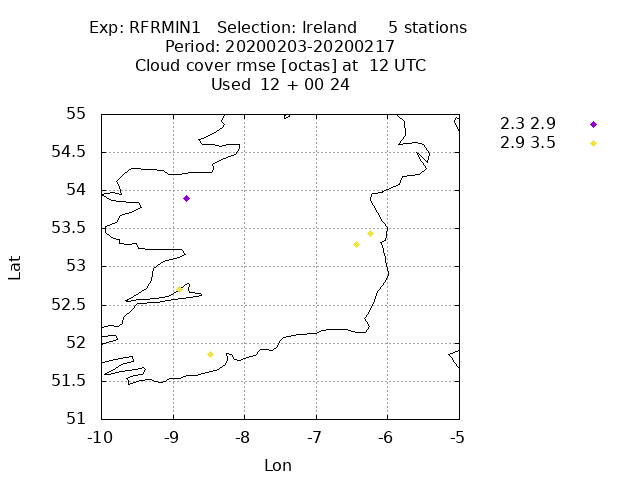 Exp: RFRMIN1   Selection: Ireland      5 stations
Period: 20200203-20200217
Cloud cover rmse [octas] at  12 UTC
Used  12 + 00 24
2.3 2.9
2.9 3.5
55
54.5
54
53.5
53
52.5
52
51.5
51
Lat
-10 -9 -8 -7 -6 -5
Lon